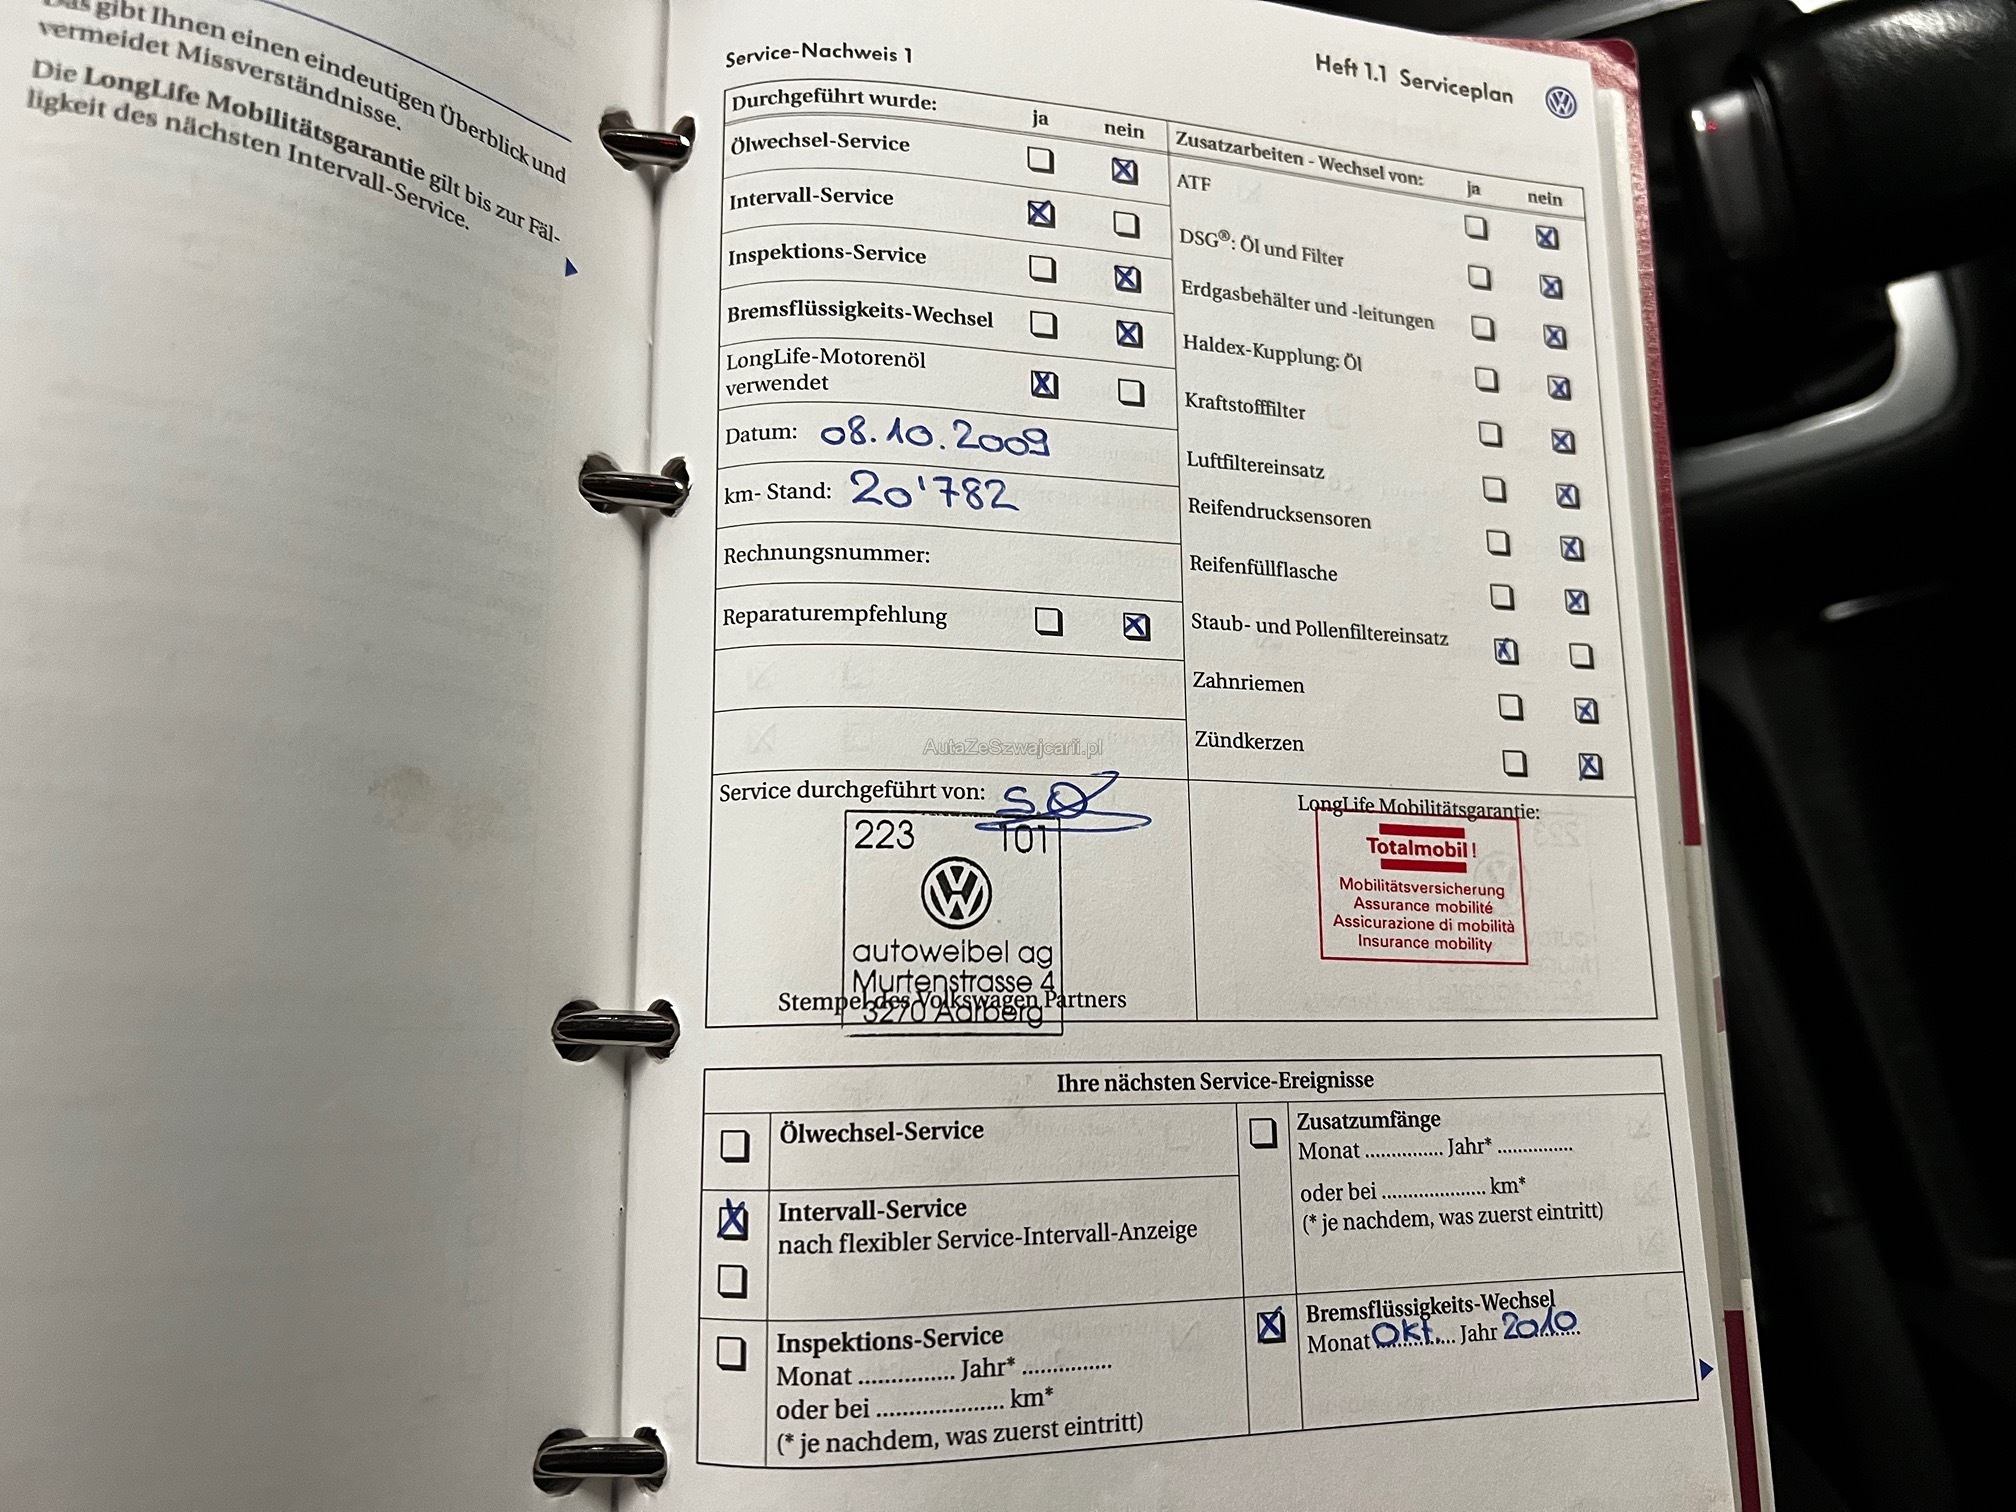 Das gibt Ihnen einen eindeutigen Überblick und
vermeidet Missverständnisse.
Die LongLife Mobilitätsgarantie gilt bis zur Fäl-
ligkeit des nächsten Intervall-Service.
Service-Nachweis 1
Heft 1.1 Serviceplan
Durchgeführt wurde:
ja
nein
Ölwechsel-Service
Intervall-Service
Inspektions-Service
Bremsflüssigkeits-Wechsel
LongLife-Motorenöl
verwendet
Datum: 08.10.2009
km- Stand: 20'782
Rechnungsnummer:
Reparaturempfehlung
Zusatzarbeiten - Wechsel von:
ja
nein
ATF
DSG®: Öl und Filter
Erdgasbehälter und -leitungen
Haldex-Kupplung: Öl
Kraftstofffilter
Luftfiltereinsatz
Reifendrucksensoren
Reifenfüllflasche
Staub- und Pollenfiltereinsatz
Zahnriemen
Zündkerzen
AutaZeSzwajcarii.pl
Service durchgeführt von:
223 101
autoweibel ag
Murtenstrasse 4
3270 Aarberg
Stempel des Volkswagen Partners
LongLife Mobilitätsgarantie:
Totalmobil!
Mobilitätsversicherung
Assurance mobilité
Assicurazione di mobilità
Insurance mobility
Ihre nächsten Service-Ereignisse
Ölwechsel-Service
Intervall-Service
nach flexibler Service-Intervall-Anzeige
Inspektions-Service
Monat ............... Jahr* ...............
oder bei ..................... km*
(* je nachdem, was zuerst eintritt)
Zusatzumfänge
Monat ............... Jahr* ...............
oder bei ..................... km*
(* je nachdem, was zuerst eintritt)
Bremsflüssigkeits-Wechsel
Monat Okt.... Jahr 2010